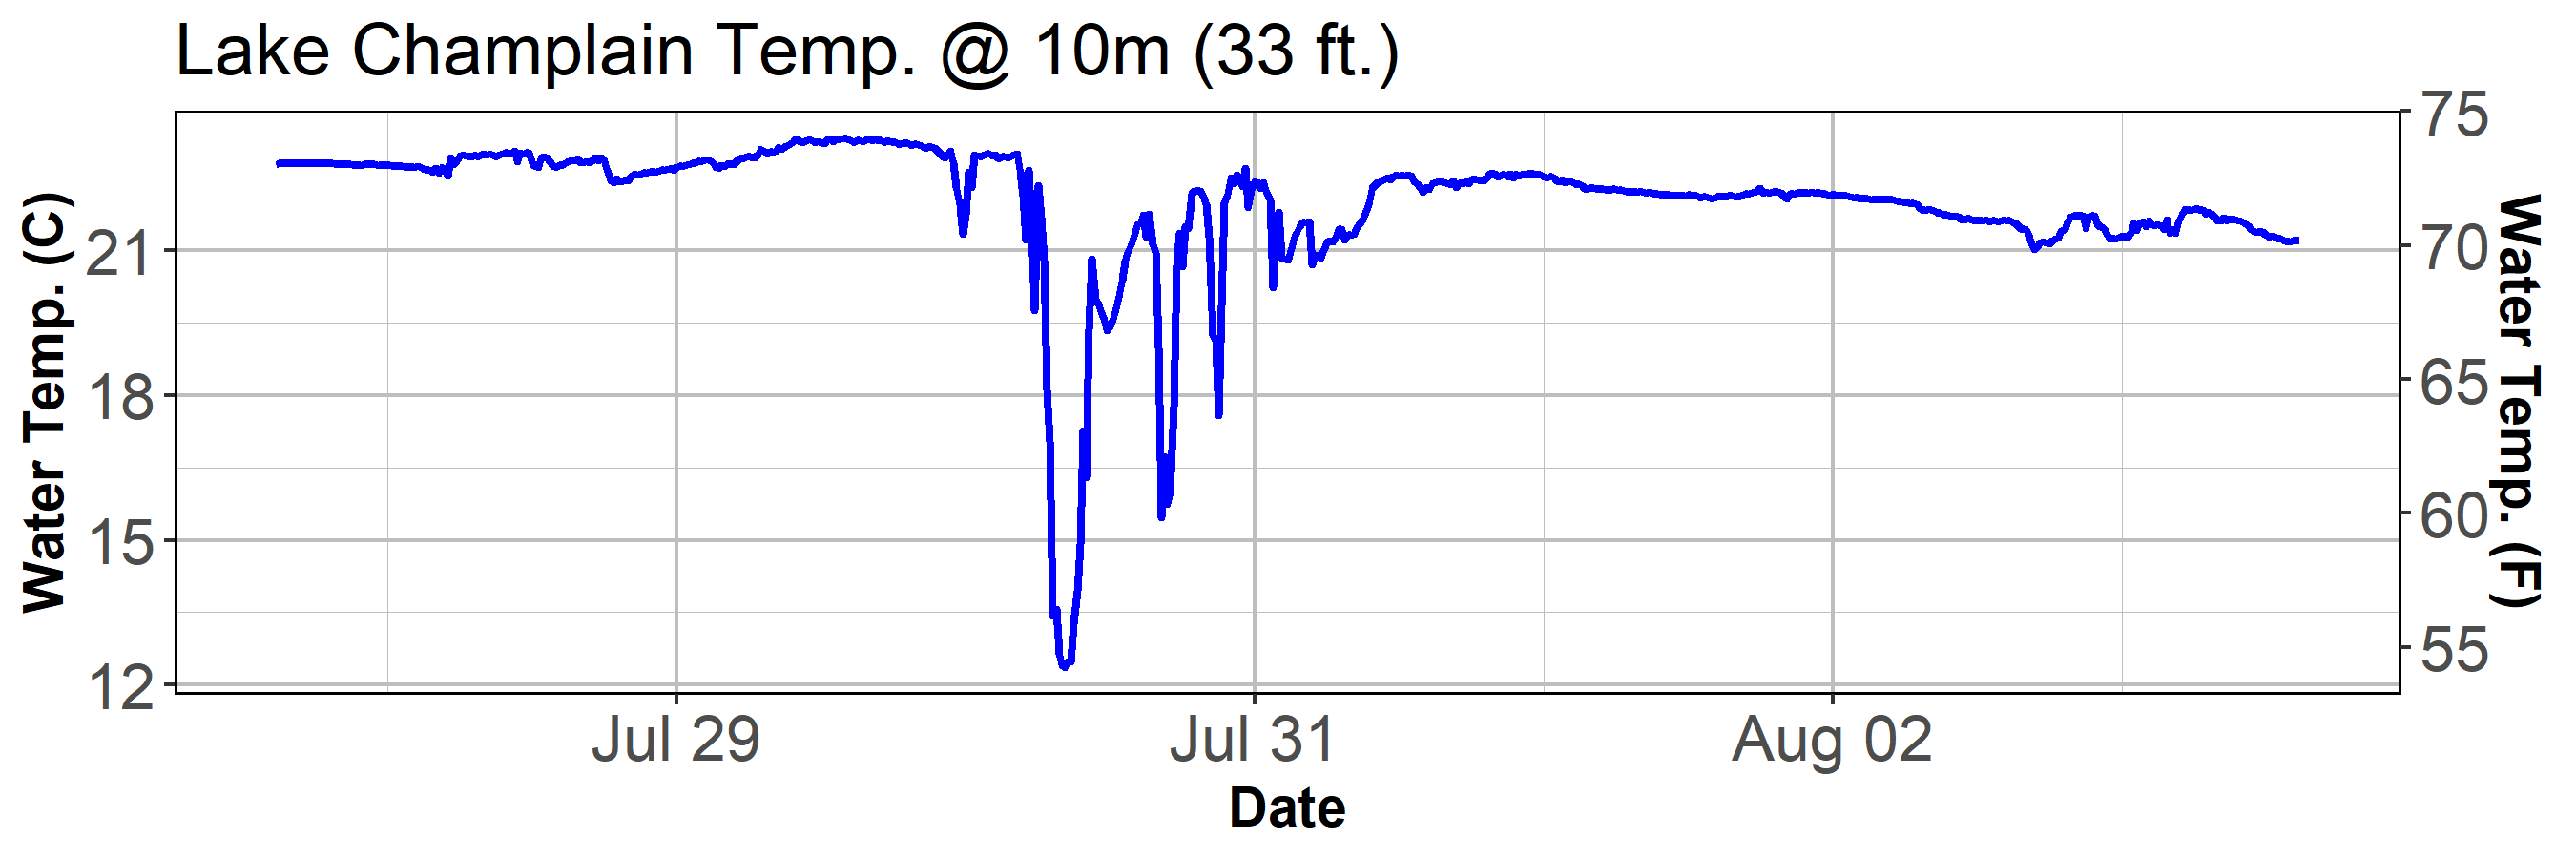 Lake Champlain Temp. @ 10m (33 ft.)
Water Temp. (C)
21
18
15
12
75
70
65
60
55
Water Temp. (F)
Jul 29
Jul 31
Aug 02
Date